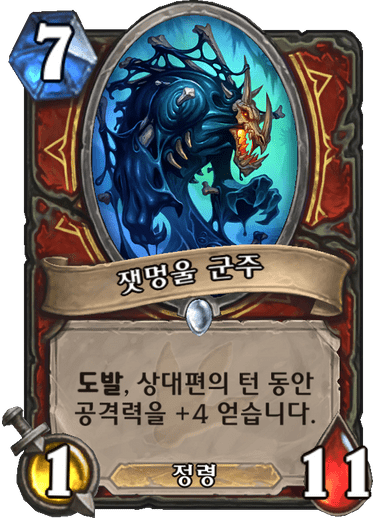 7
잿멍울 군주
도발, 상대편의 턴 동안
공격력을 +4 얻습니다.
1
정령
11